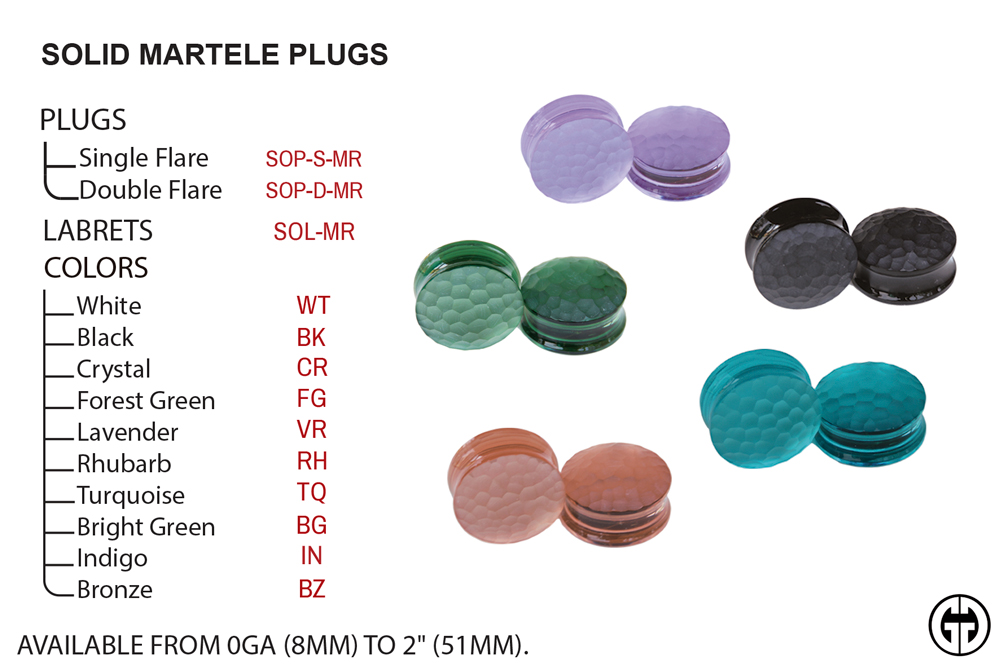 SOLID MARTELE PLUGS
PLUGS
Single Flare SOP-S-MR
Double Flare SOP-D-MR
LABRETS SOL-MR
COLORS
White WT
Black BK
Crystal CR
Forest Green FG
Lavender VR
Rhubarb RH
Turquoise TQ
Bright Green BG
Indigo IN
Bronze BZ
AVAILABLE FROM 0GA (8MM) TO 2" (51MM).